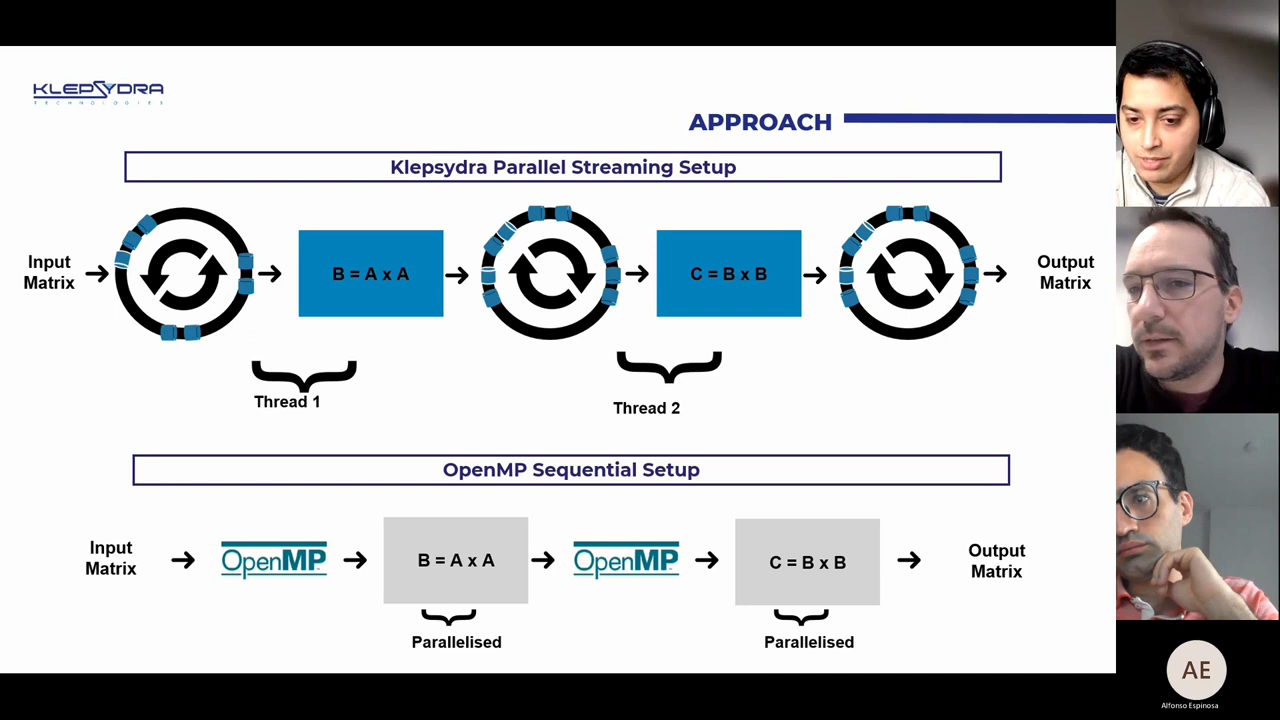 KLEPSYDRA
TECHNOLOGIES
APPROACH
Klepsydra Parallel Streaming Setup
Input
Matrix
B = A x A
C = B x B
Output
Matrix
Thread 1
Thread 2
OpenMP Sequential Setup
Input
Matrix
OpenMP
B = A x A
OpenMP
C = B x B
Output
Matrix
Parallelised
Parallelised
AE
Alfonso Espinosa